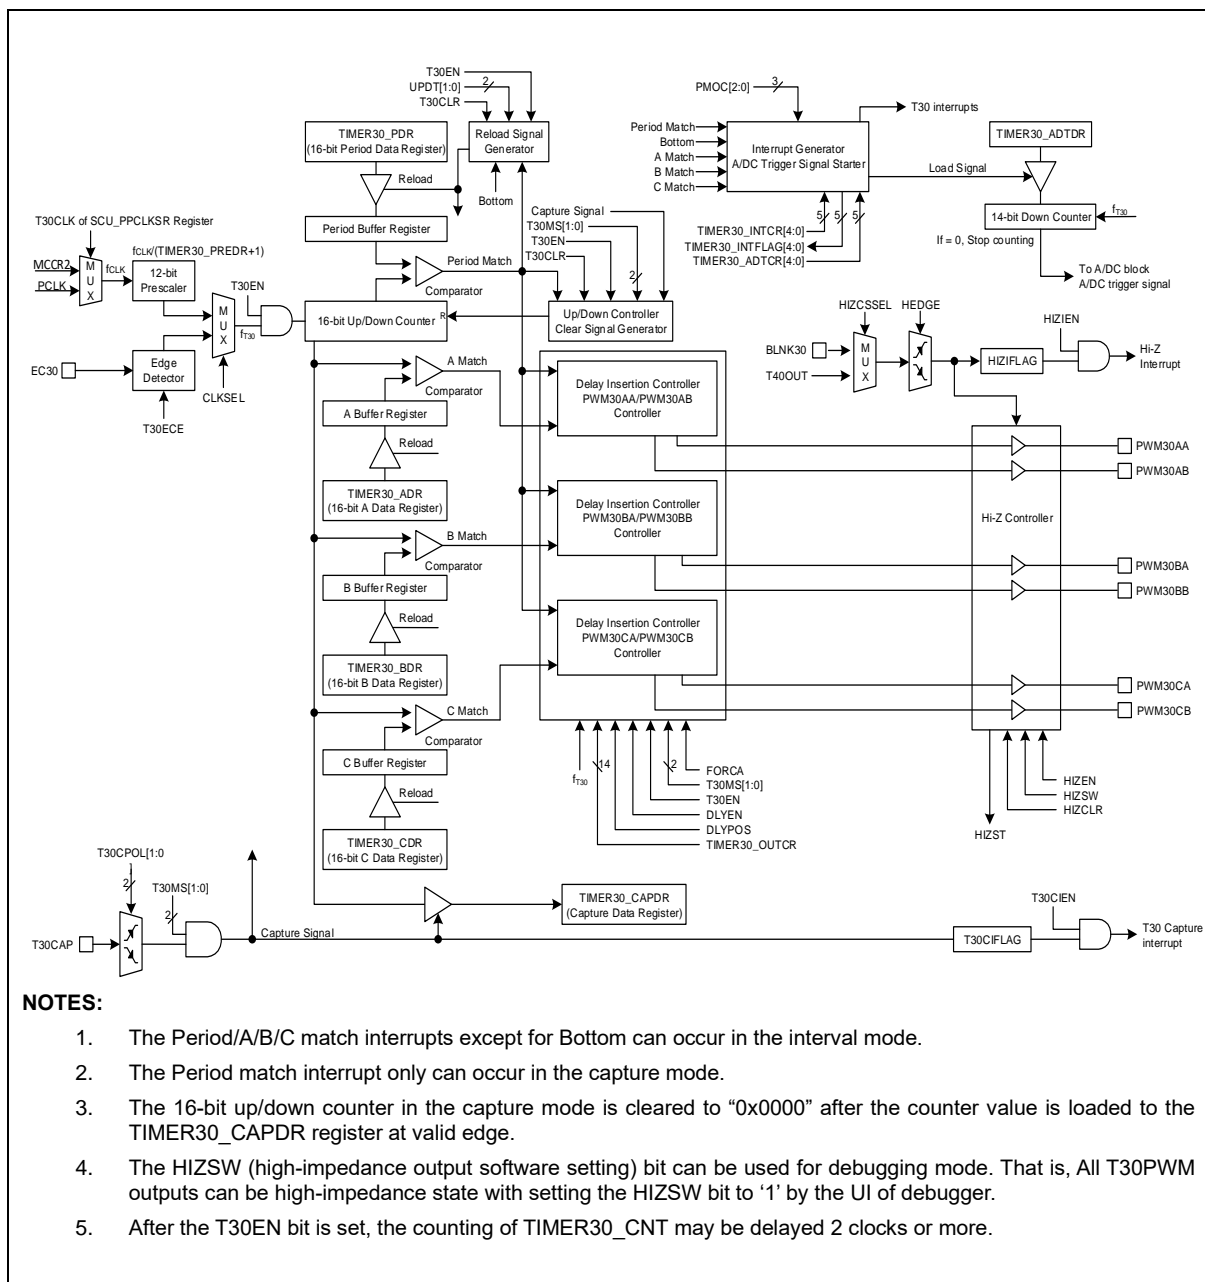 T30EN
UPDT[1:0]
2
T30CLR
PMOC[2:0]
3
T30 interrupts
TIMER30_PDR
(16-bit Period Data Register)
Reload Signal
Generator
Period Match
Bottom
A Match
B Match
C Match
Interrupt Generator
A/DC Trigger Signal Starter
TIMER30_ADTDR
Reload
Load Signal
Bottom
Capture Signal
T30MS[1:0]
T30EN
T30CLR
2
5
5
5
TIMER30_INTCR[4:0]
TIMER30_INTFLAG[4:0]
TIMER30_ADTCR[4:0]
14-bit Down Counter
fT30
If = 0, Stop counting
To A/DC block
A/DC trigger signal
T30CLK of SCU_PPCLKSR Register
Period Buffer Register
fCLK/(TIMER30_PREDR+1)
MCCR2
PCLK
MUX
fCLK
12-bit
Prescaler
Period Match
Comparator
T30EN
MUX
fT30
16-bit Up/Down Counter
R
Up/Down Controller
Clear Signal Generator
EC30
Edge
Detector
CLKSEL
T30ECE
HIZCSSEL
HEDGE
HIZIEN
BLNK30
T40OUT
MUX
HIZIFLAG
Hi-Z
Interrupt
A Match
Comparator
A Buffer Register
Reload
TIMER30_ADR
(16-bit A Data Register)
Delay Insertion Controller
PWM30AA/PWM30AB
Controller
PWM30AA
PWM30AB
B Match
Comparator
B Buffer Register
Reload
TIMER30_BDR
(16-bit B Data Register)
Delay Insertion Controller
PWM30BA/PWM30BB
Controller
Hi-Z Controller
PWM30BA
PWM30BB
Delay Insertion Controller
PWM30CA/PWM30CB
Controller
PWM30CA
PWM30CB
C Match
Comparator
C Buffer Register
Reload
TIMER30_CDR
(16-bit C Data Register)
fT30
14
2
FORCA
T30MS[1:0]
T30EN
DLYEN
DLYPOS
TIMER30_OUTCR
HIZEN
HIZSW
HIZCLR
HIZST
T30CPOL[1:0
2
T30MS[1:0]
2
T30CAP
Capture Signal
TIMER30_CAPDR
(Capture Data Register)
T30CIEN
T30CIFLAG
T30 Capture
interrupt
NOTES:
1. The Period/A/B/C match interrupts except for Bottom can occur in the interval mode.
2. The Period match interrupt only can occur in the capture mode.
3. The 16-bit up/down counter in the capture mode is cleared to “0x0000” after the counter value is loaded to the
TIMER30_CAPDR register at valid edge.
4. The HIZSW (high-impedance output software setting) bit can be used for debugging mode. That is, All T30PWM
outputs can be high-impedance state with setting the HIZSW bit to ‘1’ by the UI of debugger.
5. After the T30EN bit is set, the counting of TIMER30_CNT may be delayed 2 clocks or more.